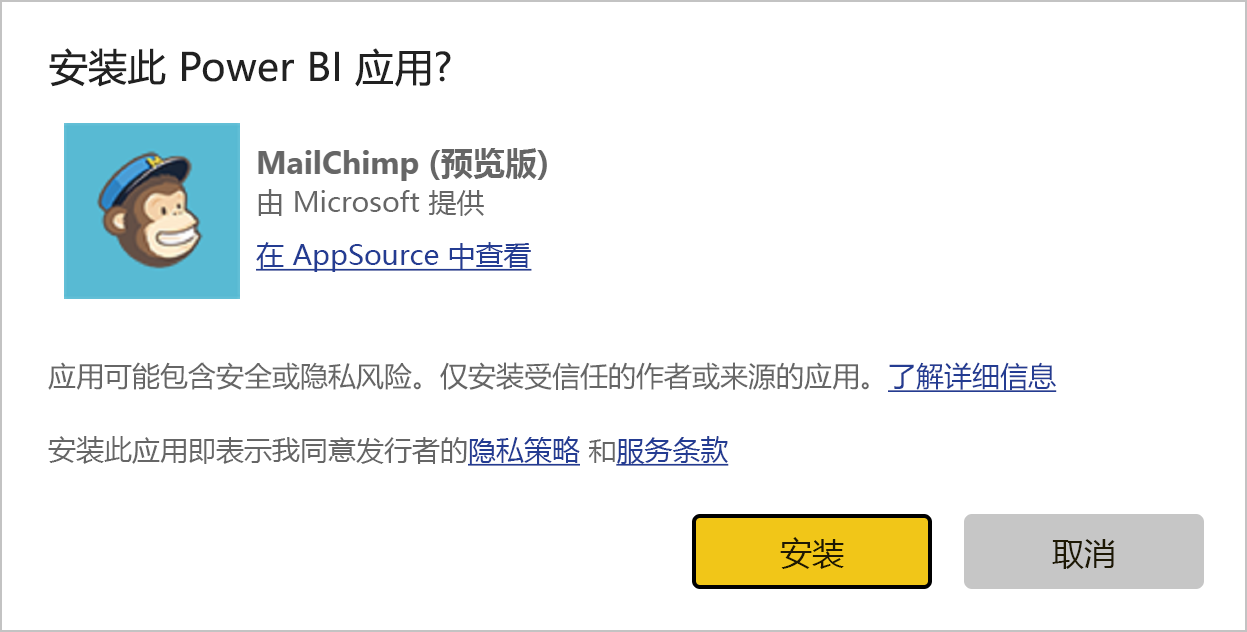 安装此 Power BI 应用?
MailChimp (预览版)
由 Microsoft 提供
在 AppSource 中查看
应用可能包含安全或隐私风险。仅安装受信任的作者或来源的应用。了解详细信息
安装此应用即表示我同意发行者的隐私策略 和服务条款
安装
取消